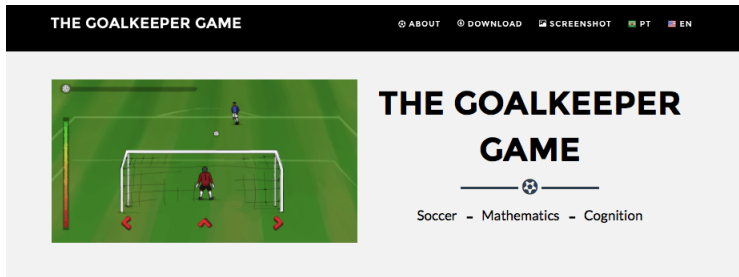 THE GOALKEEPER GAME
ABOUT
DOWNLOAD
SCREENSHOT
PT
EN
THE GOALKEEPER
GAME
Soccer - Mathematics - Cognition